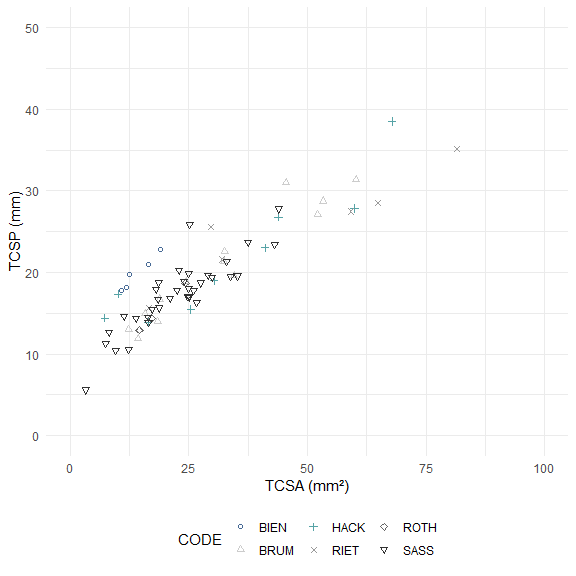 50
40
30
20
10
0
TCSP (mm)
0 25 50 75 100
TCSA (mm²)
CODE
BIEN HACK ROTH
BRUM RIET SASS